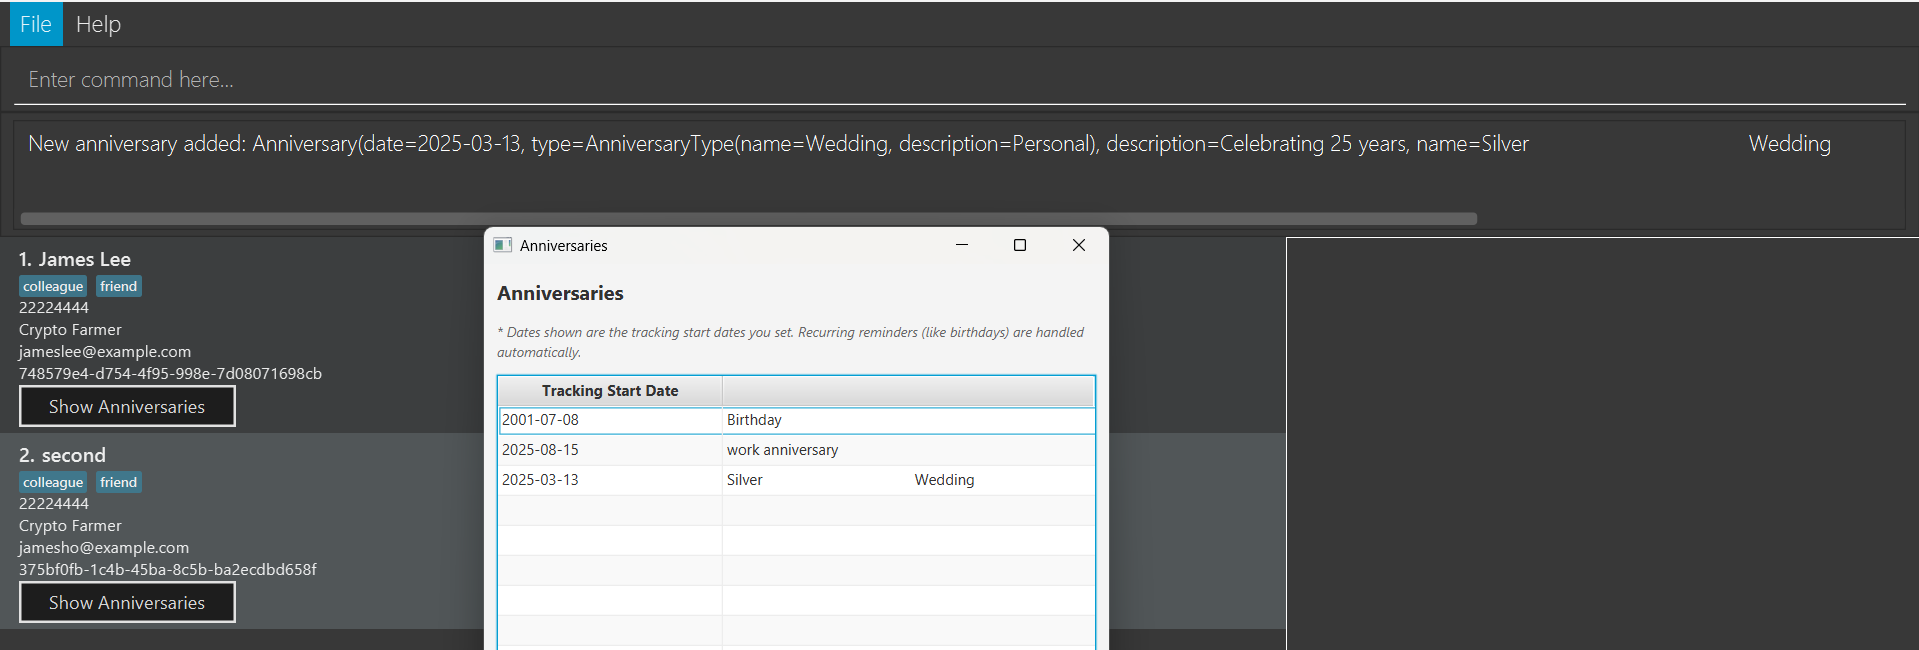 File Help
Enter command here...
New anniversary added: Anniversary(date=2025-03-13, type=AnniversaryType(name=Wedding, description=Personal), description=Celebrating 25 years, name=Silver Wedding
1. James Lee
colleague friend
22224444
Crypto Farmer
jameslee@example.com
748579e4-d754-4f95-998e-7d08071698cb
Show Anniversaries
2. second
colleague friend
22224444
Crypto Farmer
jamesho@example.com
375bf0fb-1c4b-45ba-8c5b-ba2ecdbd658f
Show Anniversaries
Anniversaries
Anniversaries
* Dates shown are the tracking start dates you set. Recurring reminders (like birthdays) are handled
automatically.
Tracking Start Date
2001-07-08 Birthday
2025-08-15 work anniversary
2025-03-13 Silver Wedding